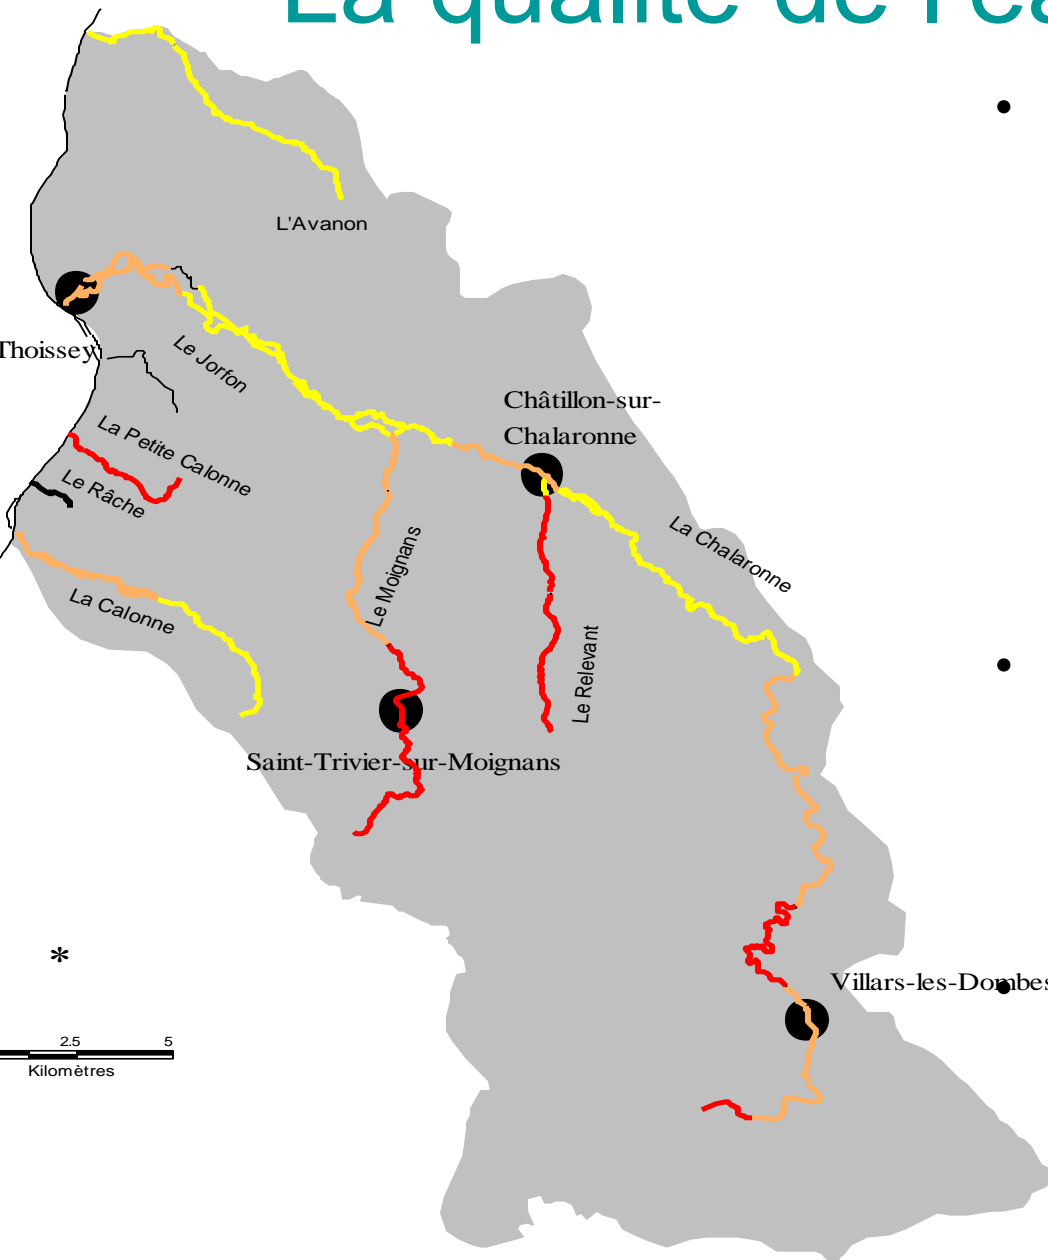 La qualité de l'ea
L'Avanon
Thoissey
Le Jorfon
Châtillon-sur-
Chalaronne
La Petite Calonne
Le Râche
La Chalaronne
Le Moignans
La Calonne
Le Relevant
Saint-Trivier-sur-Moignans
*
Villars-les-Dombes
2.5 5
Kilomètres